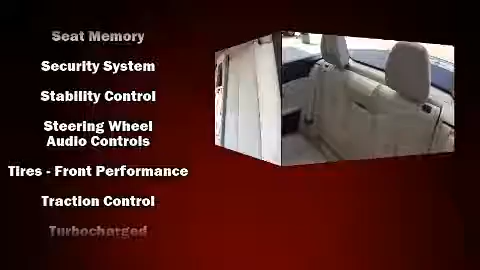 Seat Memory
Security System
Stability Control
Steering Wheel
Audio Controls
Tires - Front Performance
Traction Control
Turbocharged